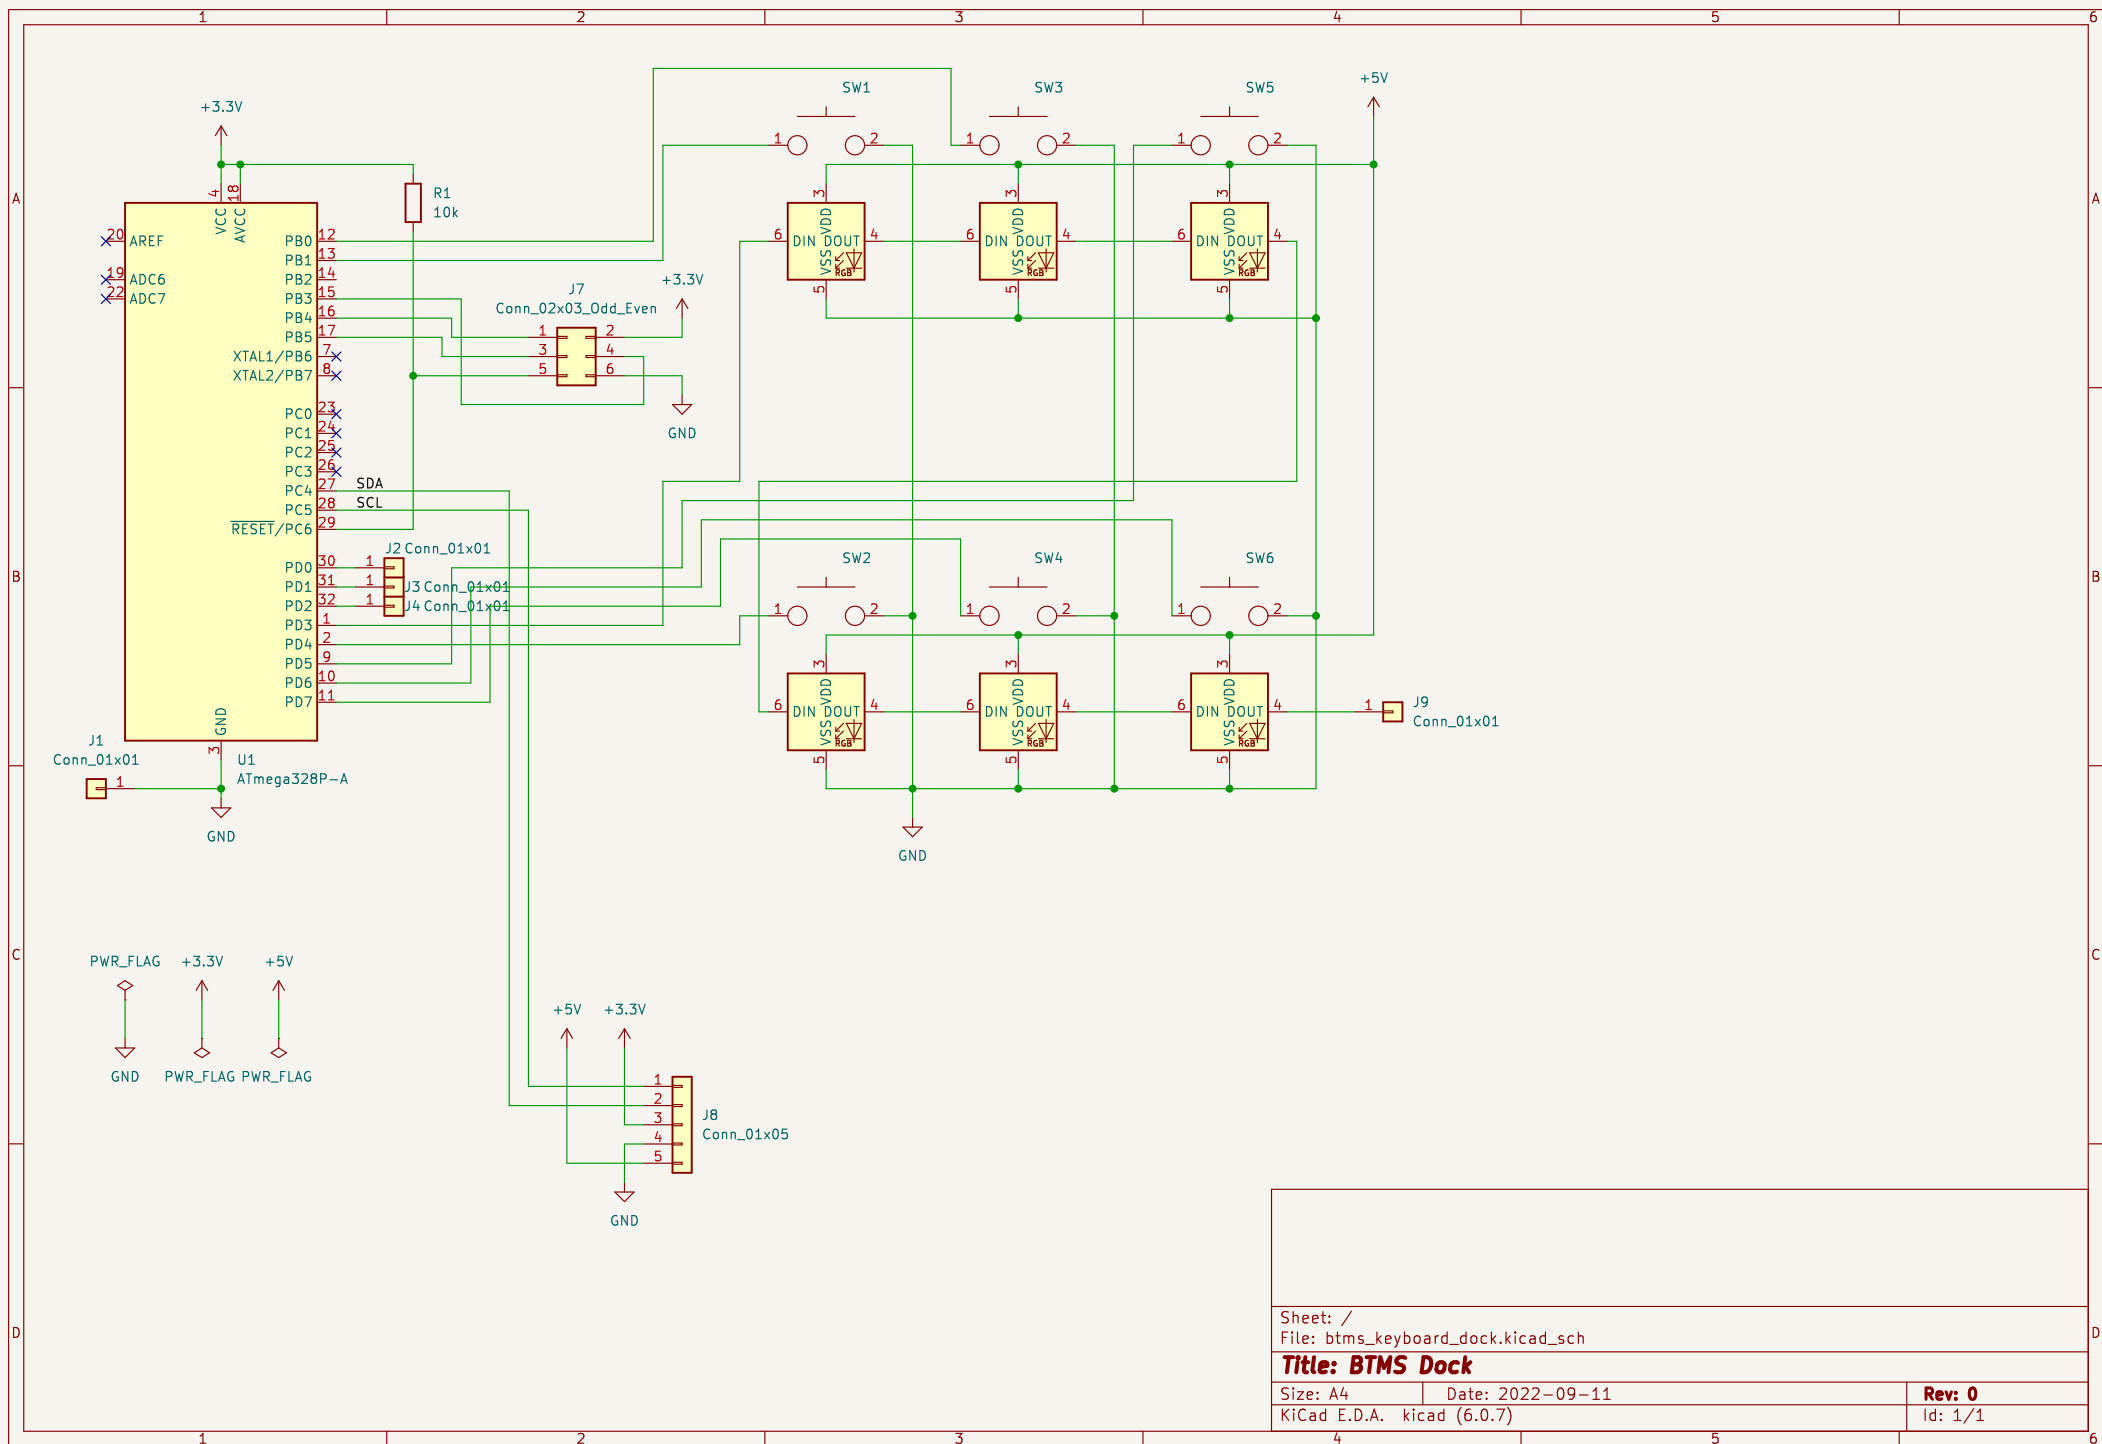 1 2 3 4 5 6
A A
B B
C C
D D
1 2 3 4 5 6
+3.3V
4 VCC
18 AVCC
R1
10k
20 AREF
19 ADC6
22 ADC7
PB0 12
PB1 13
PB2 14
PB3 15
PB4 16
PB5 17
XTAL1/PB6 7
XTAL2/PB7 8
PC0 23
PC1 24
PC2 25
PC3 26
PC4 27 SDA
PC5 28 SCL
RESET/PC6 29
PD0 30
PD1 31
PD2 32
PD3 1
PD4 2
PD5 9
PD6 10
PD7 11
GND 3
U1
ATmega328P-A
J1
Conn_01x01
1
GND
J2 Conn_01x01
1
J3 Conn_01x01
1
J4 Conn_01x01
1
J7
Conn_02x03_Odd_Even
1 2
3 4
5 6
+3.3V
GND
SW1
1 2
3 VDD
6 DIN DOUT 4
VSS 5
RGB
SW3
1 2
3 VDD
6 DIN DOUT 4
VSS 5
RGB
SW5
1 2
3 VDD
6 DIN DOUT 4
VSS 5
RGB
+5V
SW2
1 2
3 VDD
6 DIN DOUT 4
VSS 5
RGB
SW4
1 2
3 VDD
6 DIN DOUT 4
VSS 5
RGB
SW6
1 2
3 VDD
6 DIN DOUT 4
VSS 5
RGB
1 J9
Conn_01x01
GND
PWR_FLAG +3.3V +5V
GND PWR_FLAG PWR_FLAG
+5V +3.3V
1
2
3
4
5
J8
Conn_01x05
GND
Sheet: /
File: btms_keyboard_dock.kicad_sch
Title: BTMS Dock
Size: A4 Date: 2022-09-11 Rev: 0
KiCad E.D.A. kicad (6.0.7) Id: 1/1